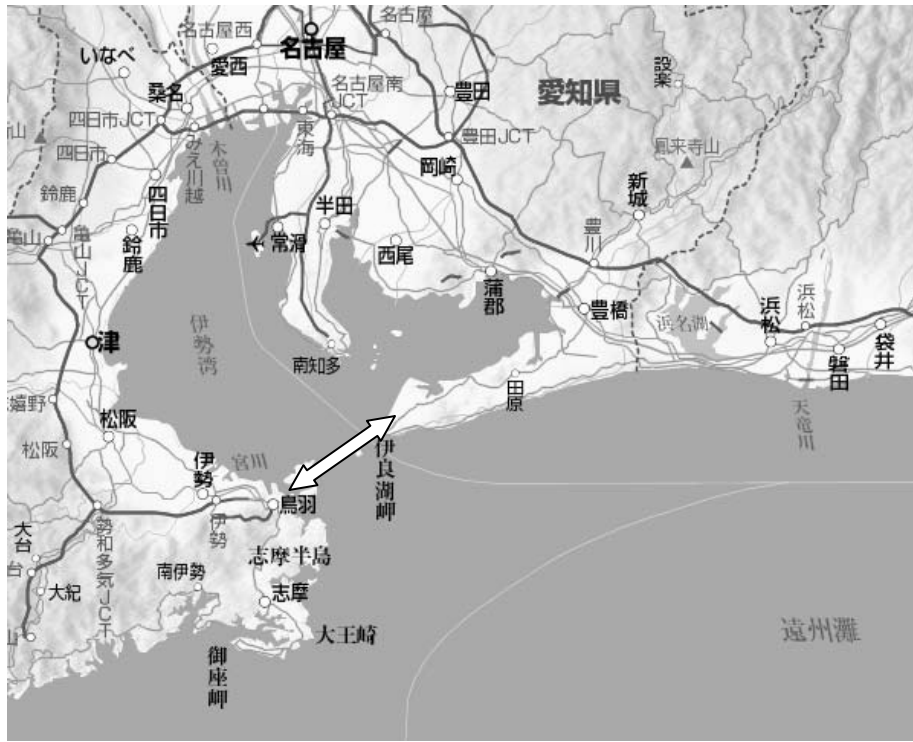 名古屋西
名古屋
名古屋
いなべ
愛西
桑名
名古屋南
JCT
豊田
愛知県
設楽
四日市JCT
東海
豊田JCT
みえ川越
木曽川
鳳来寺山
四日市
岡崎
鈴鹿
四日市
半田
新城
亀山
亀山JCT
鈴鹿
常滑
西尾
豊川
蒲郡
豊橋
浜名湖
浜松
浜松
袋井
磐田
津
伊勢湾
南知多
田原
天竜川
嬉野
松阪
松阪
伊良湖岬
宮川
伊勢
鳥羽
伊勢
大台
勢和多気JCT
台
志摩半島
大紀
南伊勢
志摩
山
大王崎
御座岬
遠州灘